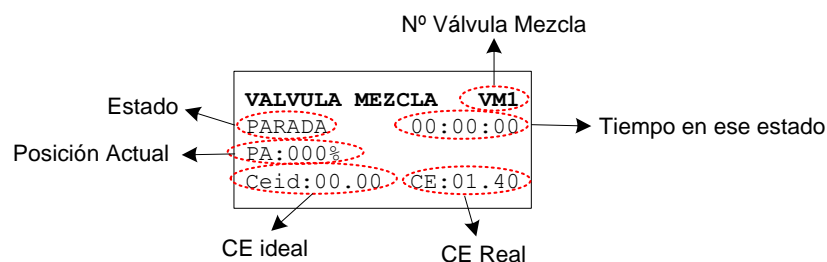 Nº Válvula Mezcla
VALVULA MEZCLA VM1
Estado
PARADA 00:00:00
Tiempo en ese estado
Posición Actual
PA:000%
Ceid:00.00 CE:01.40
CE ideal
CE Real